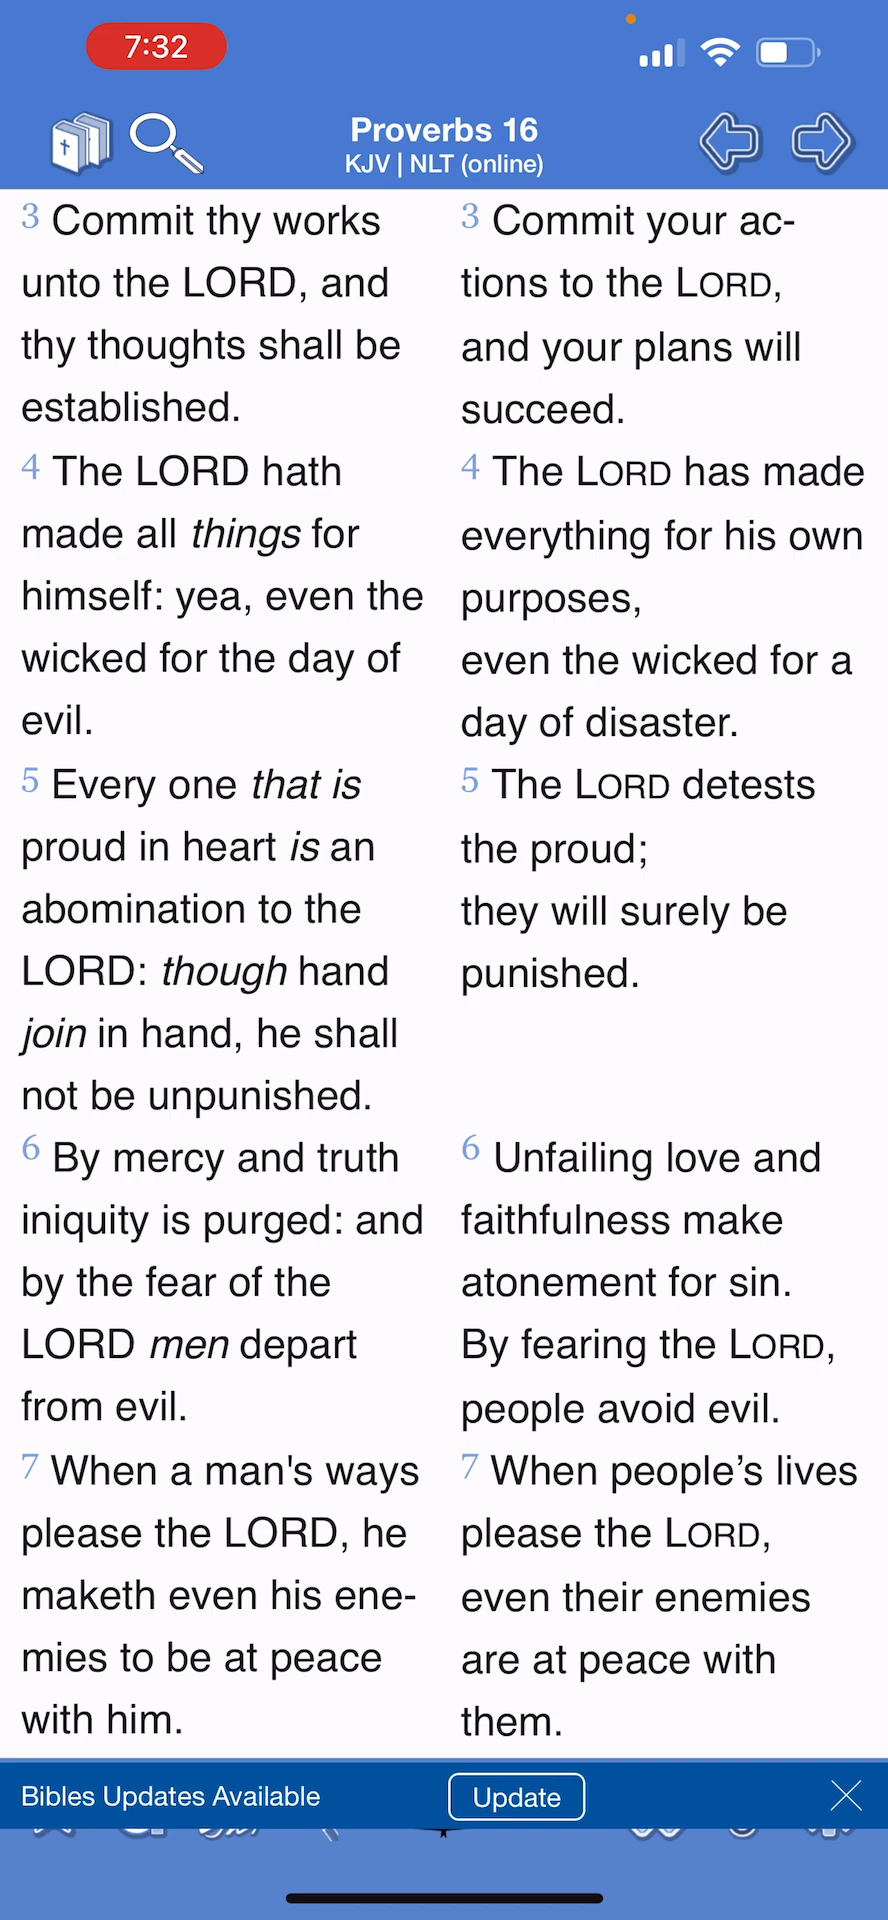 7:32
Proverbs 16
KJV | NLT (online)
3 Commit thy works
unto the LORD, and
thy thoughts shall be
established.
4 The LORD hath
made all things for
himself: yea, even the
wicked for the day of
evil.
5 Every one that is
proud in heart is an
abomination to the
LORD: though hand
join in hand, he shall
not be unpunished.
6 By mercy and truth
iniquity is purged: and
by the fear of the
LORD men depart
from evil.
7 When a man's ways
please the LORD, he
maketh even his ene-
mies to be at peace
with him.
3 Commit your ac-
tions to the LORD,
and your plans will
succeed.
4 The LORD has made
everything for his own
purposes,
even the wicked for a
day of disaster.
5 The LORD detests
the proud;
they will surely be
punished.
6 Unfailing love and
faithfulness make
atonement for sin.
By fearing the LORD,
people avoid evil.
7 When people’s lives
please the LORD,
even their enemies
are at peace with
them.
Bibles Updates Available
Update